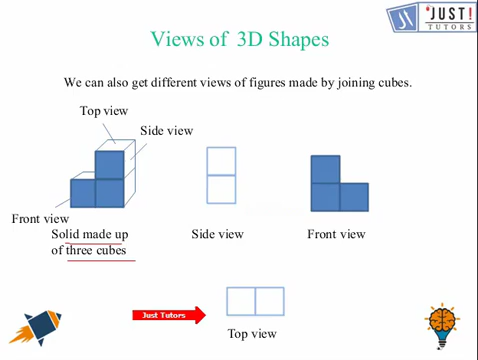 "JUST!
TUTORS
Views of 3D Shapes
We can also get different views of figures made by joining cubes.
Top view
Side view
Front view
Solid made up
of three cubes
Side view
Front view
Just Tutors
Top view